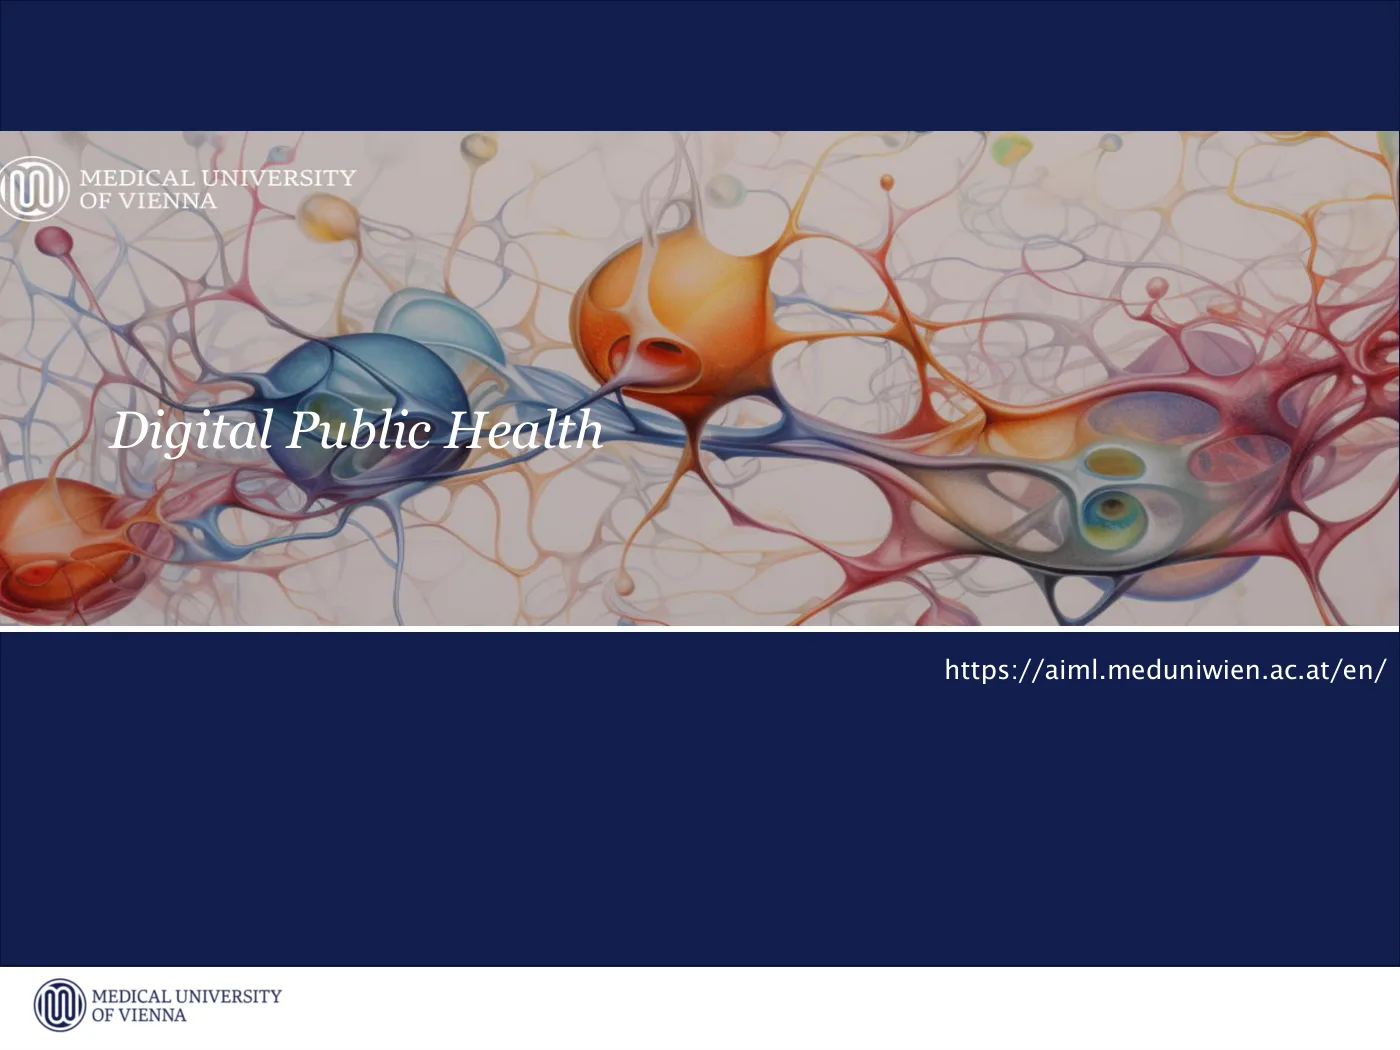 MEDICAL UNIVERSITY
OF VIENNA
Digital Public Health
https://aiml.meduniwien.ac.at/en/
MEDICAL UNIVERSITY
OF VIENNA